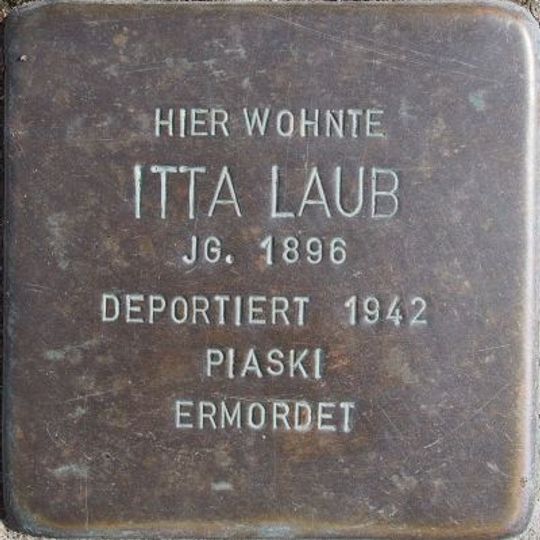 HIER WOHNTE
ITTA LAUB
JG. 1896
DEPORTIERT 1942
PIASKI
ERMORDET